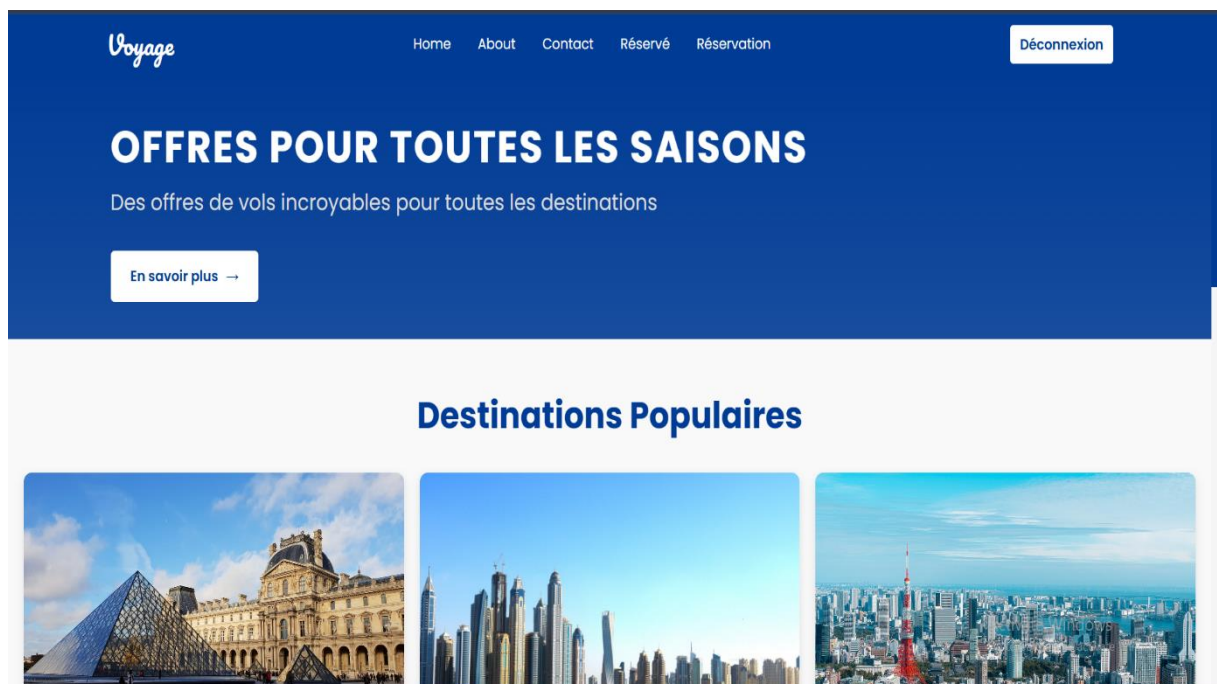 Voyage
Home About Contact Réservé Réservation
Déconnexion
OFFRES POUR TOUTES LES SAISONS
Des offres de vols incroyables pour toutes les destinations
En savoir plus →
Destinations Populaires